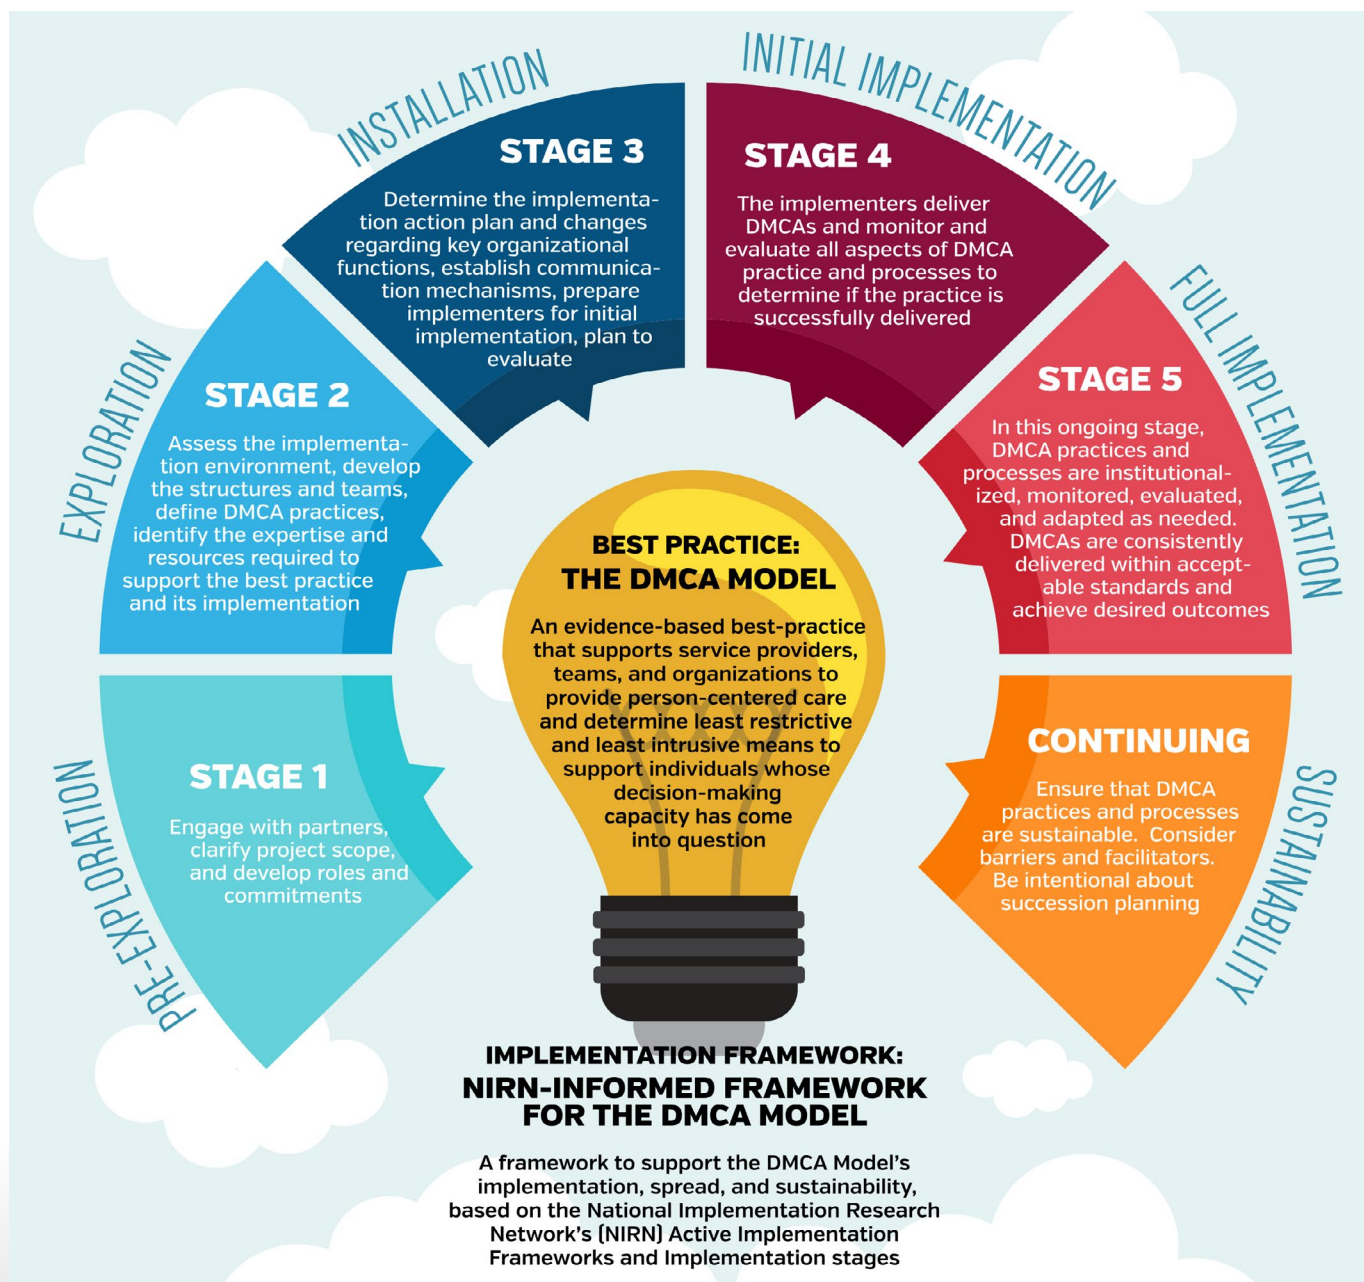 PRE-EXPLORATION
STAGE 1
Engage with partners,
clarify project scope,
and develop roles and
commitments
EXPLORATION
STAGE 2
Assess the implementa-
tion environment, develop
the structures and teams,
define DMCA practices,
identify the expertise and
resources required to
support the best practice
and its implementation
INSTALLATION
STAGE 3
Determine the implementa-
tion action plan and changes
regarding key organizational
functions, establish communica-
tion mechanisms, prepare
implementers for initial
implementation, plan to
evaluate
INITIAL IMPLEMENTATION
STAGE 4
The implementers deliver
DMCAs and monitor and
evaluate all aspects of DMCA
practice and processes to
determine if the practice is
successfully delivered
FULL IMPLEMENTATION
STAGE 5
In this ongoing stage,
DMCA practices and
processes are institutional-
ized, monitored, evaluated,
and adapted as needed.
DMCAs are consistently
delivered within accept-
able standards and
achieve desired outcomes
SUSTAINABILITY
CONTINUING
Ensure that DMCA
practices and processes
are sustainable. Consider
barriers and facilitators.
Be intentional about
succession planning
BEST PRACTICE:
THE DMCA MODEL
An evidence-based best-practice
that supports service providers,
teams, and organizations to
provide person-centered care
and determine least restrictive
and least intrusive means to
support individuals whose
decision-making
capacity has come
into question
IMPLEMENTATION FRAMEWORK:
NIRN-INFORMED FRAMEWORK
FOR THE DMCA MODEL
A framework to support the DMCA Model's
implementation, spread, and sustainability,
based on the National Implementation Research
Network's (NIRN) Active Implementation
Frameworks and Implementation stages